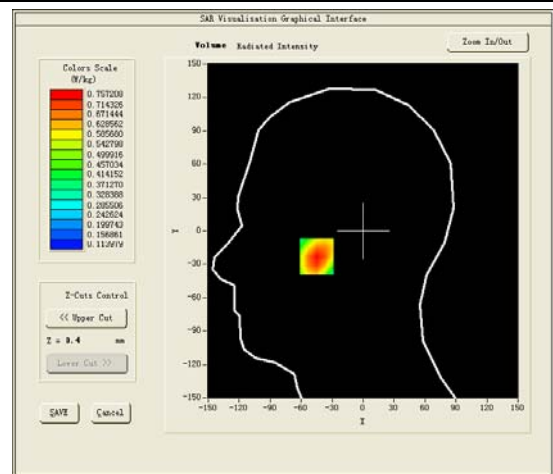 SAR Visualisation Graphical Interface
Volume Radiated Intensity
Zoom In/Out
Colors Scale
(W/kg)
0.757208
0.714326
0.671444
0.628562
0.585680
0.542798
0.499916
0.457034
0.414152
0.371270
0.328388
0.285506
0.242624
0.199743
0.156861
150
120
90
60
30
0
-30
-60
-90
-120
-150
Y
-150 -120 -90 -60 -30 0 30 60 90 120 150
X
Z-Cuts Control
<< Upper Cut
mm
Lower Cut >>
SAVE Cancel